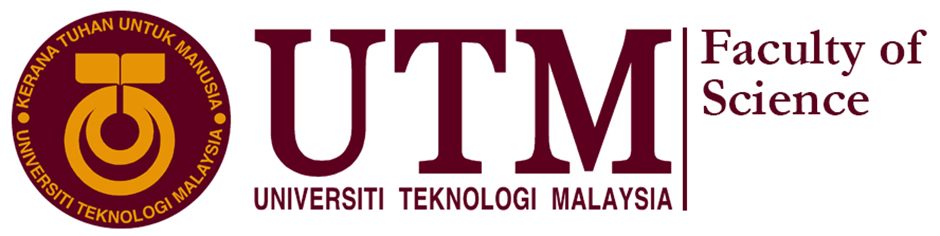 KERANA TUHAN UNTUK MANUSIA
UNIVERSITI TEKNOLOGI MALAYSIA
UTM
UNIVERSITI TEKNOLOGI MALAYSIA
Faculty of
Science